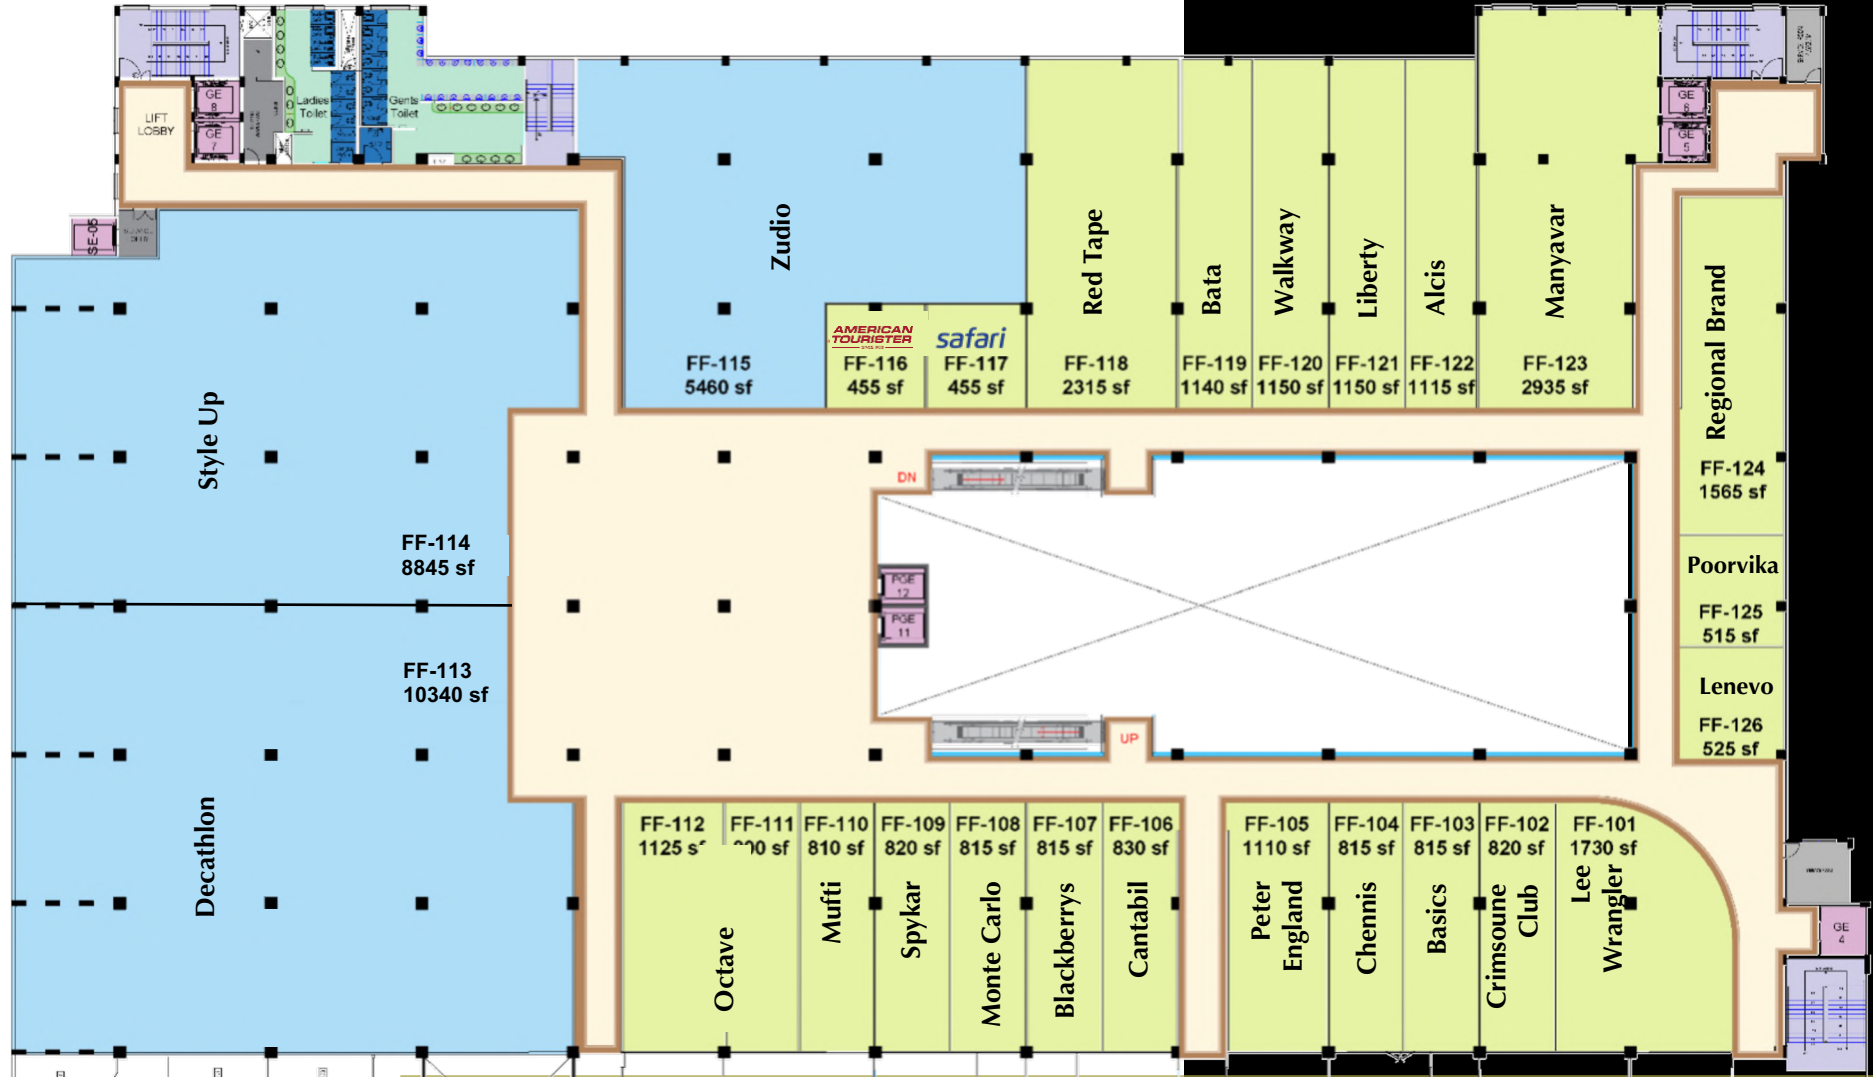 GE
8
GE
7
Ladies
Toilet
Gents
Toilet
LIFT
LOBBY
SE-05
GE
6
GE
5
Zudio
FF-115
5460 sf
AMERICAN
TOURISTER
FF-116
455 sf
safari
FF-117
455 sf
Red Tape
FF-118
2315 sf
Bata
FF-119
1140 sf
Walkway
FF-120
1150 sf
Liberty
FF-121
1150 sf
Alcis
FF-122
1115 sf
Manyavar
FF-123
2935 sf
Regional Brand
FF-124
1565 sf
Poorvika
FF-125
515 sf
Lenevo
FF-126
525 sf
Style Up
FF-114
8845 sf
FF-113
10340 sf
Decathlon
DN
PGE
12
PGE
11
UP
FF-112
1125 sf
FF-111
Octave
FF-110
810 sf
Mufti
FF-109
820 sf
Spykar
FF-108
815 sf
Monte Carlo
FF-107
815 sf
Blackberrys
FF-106
830 sf
Cantabil
FF-105
1110 sf
Peter
England
FF-104
815 sf
Chennis
FF-103
815 sf
Basics
FF-102
820 sf
Crimsoune
Club
FF-101
1730 sf
Lee
Wrangler
GE
4